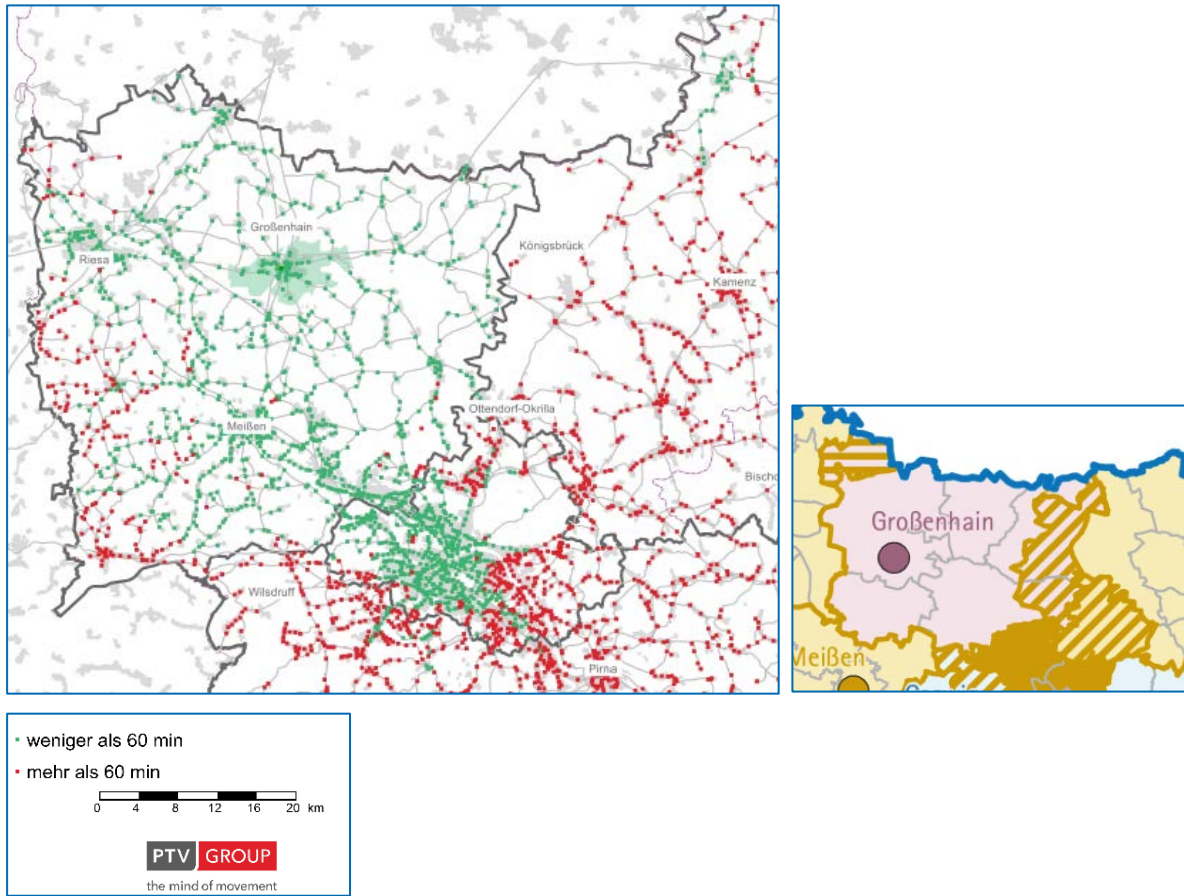 Großenhain
Königsbrück
Riesa
Kamenz
Ottendorf-Okrilla
Meißen
Wilsdruff
Pirna
Großenhain
Meißen
weniger als 60 min
mehr als 60 min
0 4 8 12 16 20 km
PTV GROUP
the mind of movement